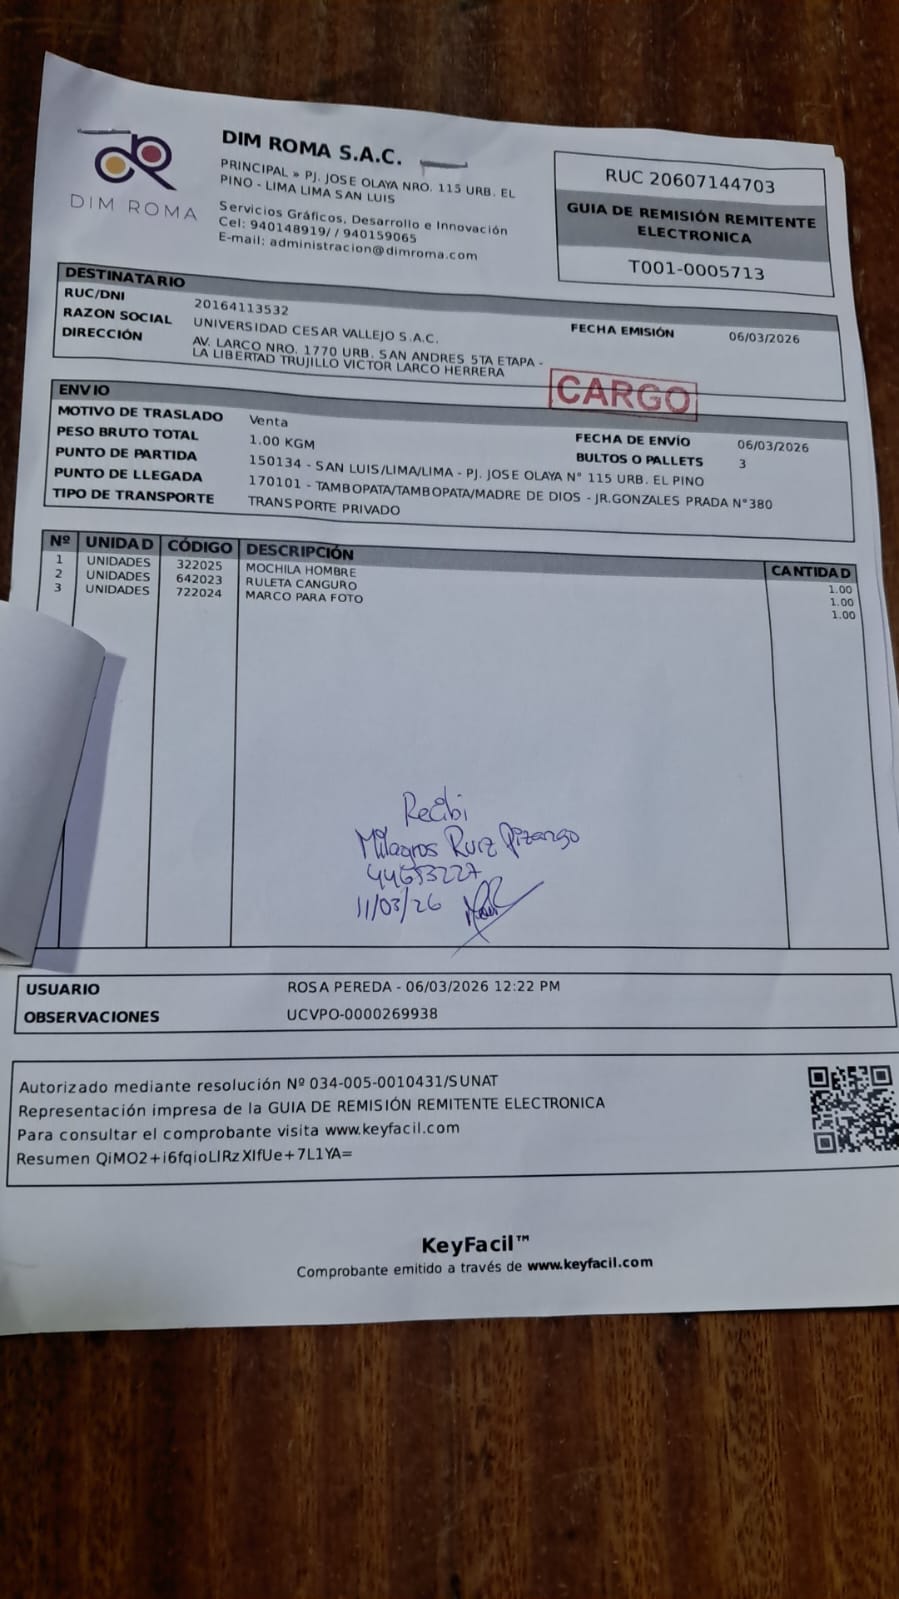 DIM ROMA
DIM ROMA S.A.C.
PRINCIPAL » PJ. JOSE OLAYA NRO. 115 URB. EL
PINO - LIMA LIMA SAN LUIS
Servicios Gráficos, Desarrollo e Innovación
Cel: 940148919/ / 940159065
E-mail: administracion@dimroma.com
RUC 20607144703
GUIA DE REMISIÓN REMITENTE
ELECTRONICA
T001-0005713
DESTINATARIO
RUC/DNI 20164113532
RAZON SOCIAL UNIVERSIDAD CESAR VALLEJO S.A.C.
FECHA EMISIÓN 06/03/2026
DIRECCIÓN AV. LARCO NRO. 1770 URB. SAN ANDRES 5TA ETAPA -
LA LIBERTAD TRUJILLO VICTOR LARCO HERRERA
CARGO
ENVIO
MOTIVO DE TRASLADO Venta
FECHA DE ENVÍO 06/03/2026
PESO BRUTO TOTAL 1.00 KGM
BULTOS O PALLETS 3
PUNTO DE PARTIDA 150134 - SAN LUIS/LIMA/LIMA - PJ. JOSE OLAYA N° 115 URB. EL PINO
PUNTO DE LLEGADA 170101 - TAMBOPATA/TAMBOPATA/MADRE DE DIOS - JR.GONZALES PRADA N°380
TIPO DE TRANSPORTE TRANSPORTE PRIVADO
Nº UNIDAD CÓDIGO DESCRIPCIÓN CANTIDAD
1 UNIDADES 322025 MOCHILA HOMBRE 1.00
2 UNIDADES 642023 RULETA CANGURO 1.00
3 UNIDADES 722024 MARCO PARA FOTO 1.00
Recibi
Milagros Ruiz Pizango
44653227
11/03/26
USUARIO ROSA PEREDA - 06/03/2026 12:22 PM
OBSERVACIONES UCVPO-0000269938
Autorizado mediante resolución Nº 034-005-0010431/SUNAT
Representación impresa de la GUIA DE REMISIÓN REMITENTE ELECTRONICA
Para consultar el comprobante visita www.keyfacil.com
Resumen QiMO2+i6fqioLIRzXIfUe+7L1YA=
KeyFacil™
Comprobante emitido a través de www.keyfacil.com